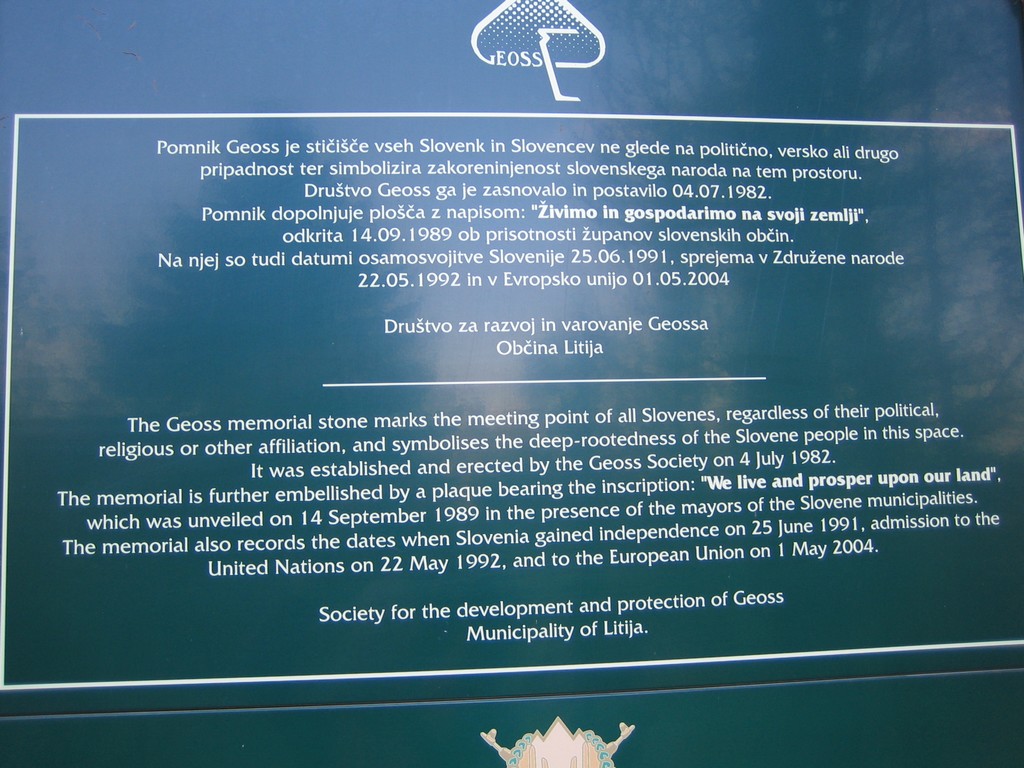 GEOSS
Pomnik Geoss je stičišče vseh Slovenk in Slovencev ne glede na politično, versko ali drugo
pripadnost ter simbolizira zakoreninjenost slovenskega naroda na tem prostoru.
Društvo Geoss ga je zasnovalo in postavilo 04.07.1982.
Pomnik dopolnjuje plošča z napisom: "Živimo in gospodarimo na svoji zemlji",
odkrita 14.09.1989 ob prisotnosti županov slovenskih občin.
Na njej so tudi datumi osamosvojitve Slovenije 25.06.1991, sprejema v Združene narode
22.05.1992 in v Evropsko unijo 01.05.2004
Društvo za razvoj in varovanje Geossa
Občina Litija
The Geoss memorial stone marks the meeting point of all Slovenes, regardless of their political,
religious or other affiliation, and symbolises the deep-rootedness of the Slovene people in this space.
It was established and erected by the Geoss Society on 4 July 1982.
The memorial is further embellished by a plaque bearing the inscription: "We live and prosper upon our land",
which was unveiled on 14 September 1989 in the presence of the mayors of the Slovene municipalities.
The memorial also records the dates when Slovenia gained independence on 25 June 1991, admission to the
United Nations on 22 May 1992, and to the European Union on 1 May 2004.
Society for the development and protection of Geoss
Municipality of Litija.